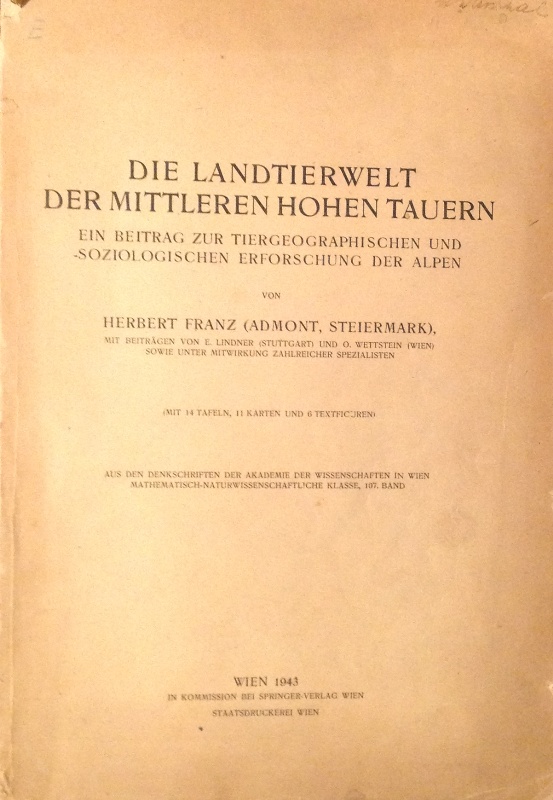 DIE LANDTIERWELT
DER MITTLEREN HOHEN TAUERN
EIN BEITRAG ZUR TIERGEOGRAPHISCHEN UND
-SOZIOLOGISCHEN ERFORSCHUNG DER ALPEN
VON
HERBERT FRANZ (ADMONT, STEIERMARK),
MIT BEITRÄGEN VON E. LINDNER (STUTTGART) UND O. WETTSTEIN (WIEN)
SOWIE UNTER MITWIRKUNG ZAHLREICHER SPEZIALISTEN
(MIT 14 TAFELN, 11 KARTEN UND 6 TEXTFIGUREN)
AUS DEN DENKSCHRIFTEN DER AKADEMIE DER WISSENSCHAFTEN IN WIEN
MATHEMATISCH-NATURWISSENSCHAFTLICHE KLASSE, 107. BAND
WIEN 1943
IN KOMMISSION BEI SPRINGER-VERLAG WIEN
STAATSDRUCKEREI WIEN